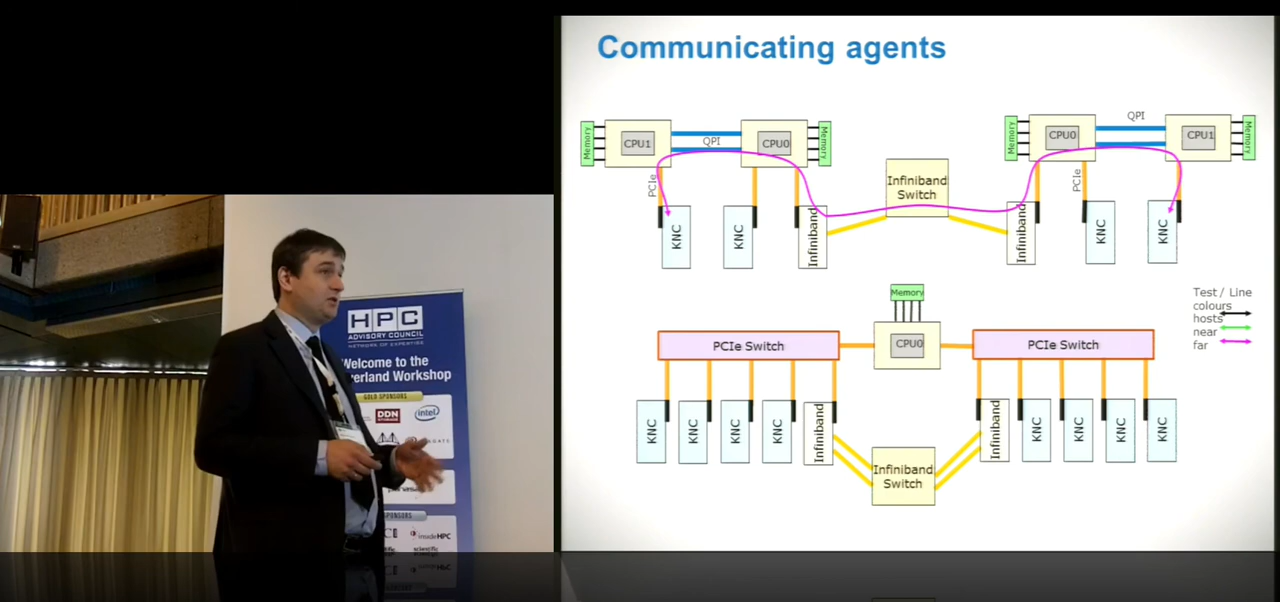 Communicating agents
QPI
QPI
Memory
CPU1
CPU0
Memory
Memory
CPU0
CPU1
Memory
Infiniband
Switch
PCIe
PCIe
KNC
KNC
Infiniband
Infiniband
KNC
KNC
Memory
Test / Line
colours
hosts
near
far
PCIe Switch
CPU0
PCIe Switch
KNC
KNC
KNC
KNC
Infiniband
Infiniband
KNC
KNC
KNC
KNC
Infiniband
Switch
HPC
ADVISORY COUNCIL
NETWORK OF EXPERTISE
Welcome to the
erland Workshop
GOLD SPONSORS
DDN
intel
insideHPC